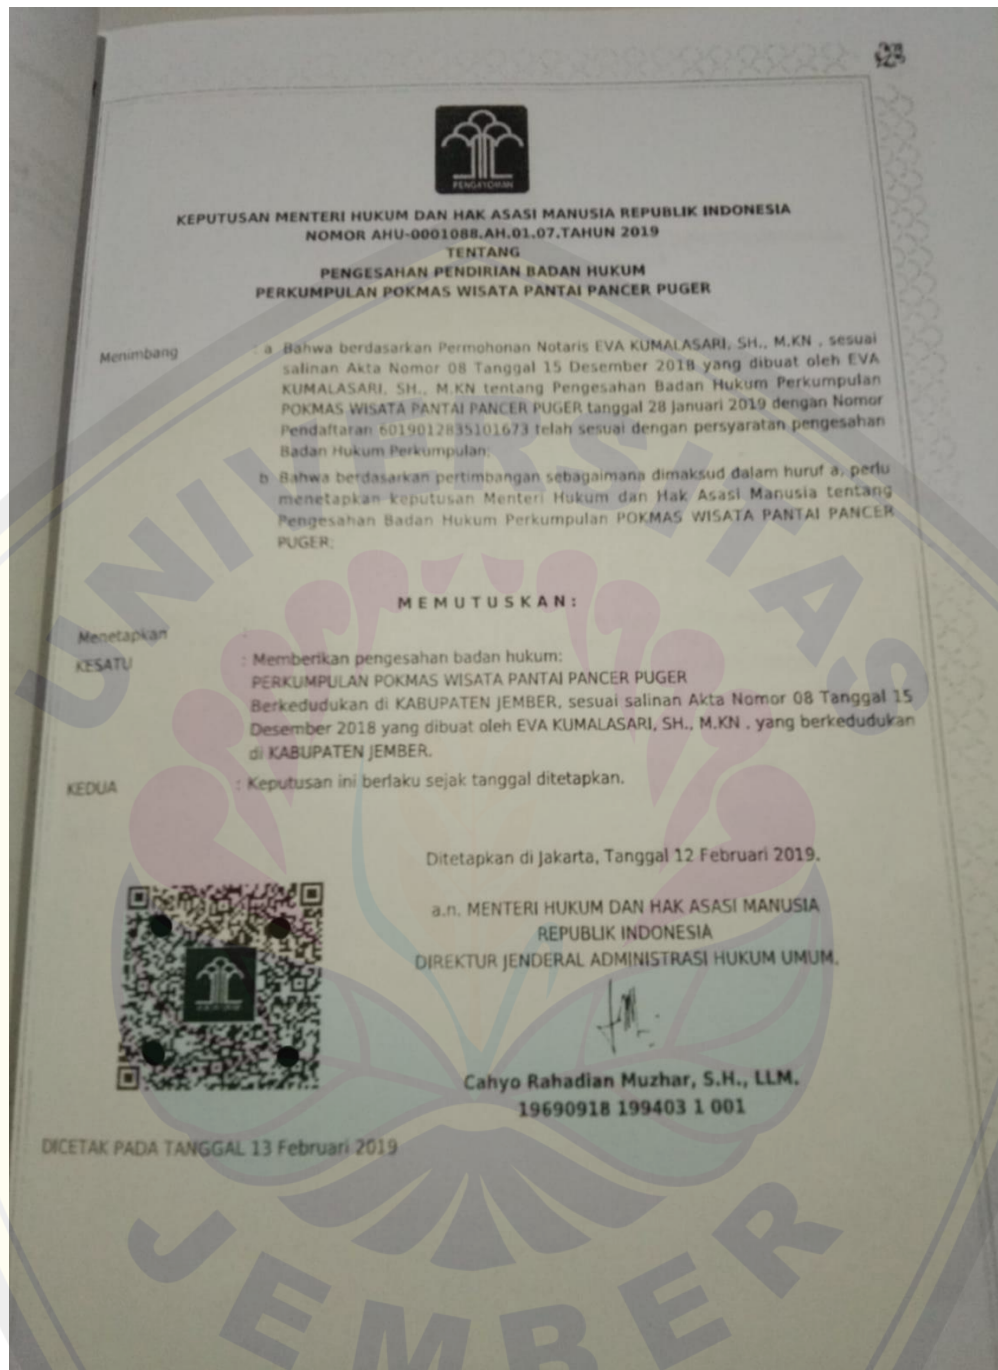 PENGAYOMAN
KEPUTUSAN MENTERI HUKUM DAN HAK ASASI MANUSIA REPUBLIK INDONESIA
NOMOR AHU-0001088.AH.01.07.TAHUN 2019
TENTANG
PENGESAHAN PENDIRIAN BADAN HUKUM
PERKUMPULAN POKMAS WISATA PANTAI PANCER PUGER
Menimbang : a Bahwa berdasarkan Permohonan Notaris EVA KUMALASARI, SH., M.KN , sesuai
salinan Akta Nomor 08 Tanggal 15 Desember 2018 yang dibuat oleh EVA
KUMALASARI, SH., M.KN tentang Pengesahan Badan Hukum Perkumpulan
POKMAS WISATA PANTAI PANCER PUGER tanggal 28 Januari 2019 dengan Nomor
Pendaftaran 6019012835101673 telah sesuai dengan persyaratan pengesahan
Badan Hukum Perkumpulan;
b Bahwa berdasarkan pertimbangan sebagaimana dimaksud dalam huruf a, perlu
menetapkan keputusan Menteri Hukum dan Hak Asasi Manusia tentang
Pengesahan Badan Hukum Perkumpulan POKMAS WISATA PANTAI PANCER
PUGER;
MEMUTUSKAN:
Menetapkan :
KESATU : Memberikan pengesahan badan hukum:
PERKUMPULAN POKMAS WISATA PANTAI PANCER PUGER
Berkedudukan di KABUPATEN JEMBER, sesuai salinan Akta Nomor 08 Tanggal 15
Desember 2018 yang dibuat oleh EVA KUMALASARI, SH., M.KN , yang berkedudukan
di KABUPATEN JEMBER.
KEDUA : Keputusan ini berlaku sejak tanggal ditetapkan.
Ditetapkan di Jakarta, Tanggal 12 Februari 2019.
a.n. MENTERI HUKUM DAN HAK ASASI MANUSIA
REPUBLIK INDONESIA
DIREKTUR JENDERAL ADMINISTRASI HUKUM UMUM,
Cahyo Rahadian Muzhar, S.H., LLM.
19690918 199403 1 001
DICETAK PADA TANGGAL 13 Februari 2019
UNIVERSITAS
JEMBER